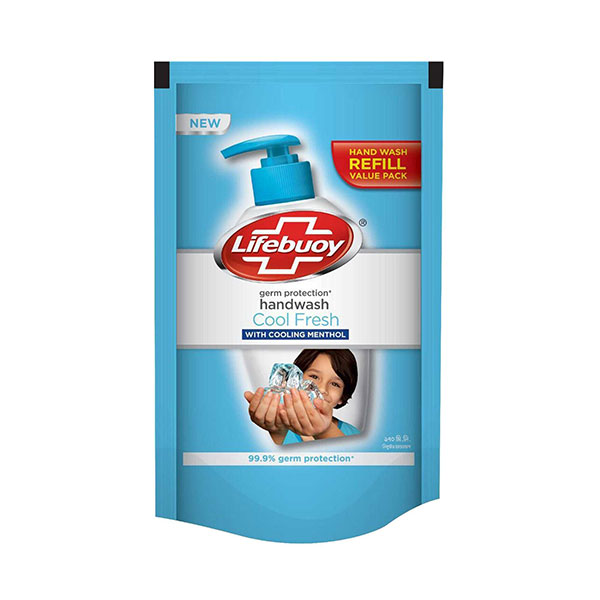 NEW
HAND WASH
REFILL
VALUE PACK
Lifebuoy
®
germ protection*
handwash
Cool Fresh
WITH COOLING MENTHOL
১৭০ মি.লি.
99.9% germ protection*